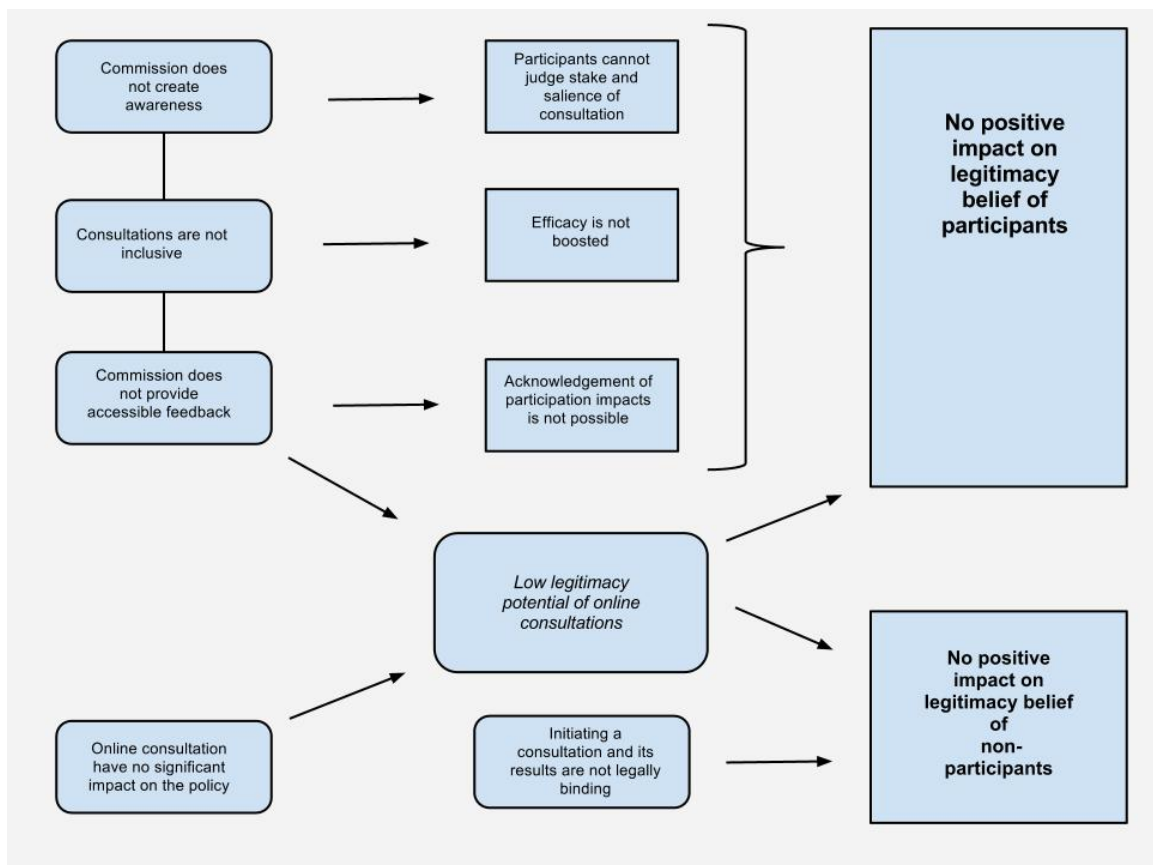 Commission does
not create
awareness
Participants cannot
judge stake and
salience of
consultation
No positive
impact on
legitimacy
belief of
participants
Consultations are not
inclusive
Efficacy is not
boosted
Commission does
not provide
accessible feedback
Acknowledgement of
participation impacts
is not possible
Low legitimacy
potential of online
consultations
No positive
impact on
legitimacy belief
of
non-
participants
Online consultation
have no significant
impact on the policy
Initiating a
consultation and its
results are not legally
binding